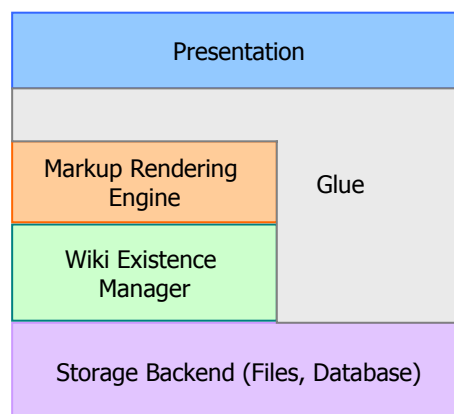 Presentation
Markup Rendering
Engine
Glue
Wiki Existence
Manager
Storage Backend (Files, Database)